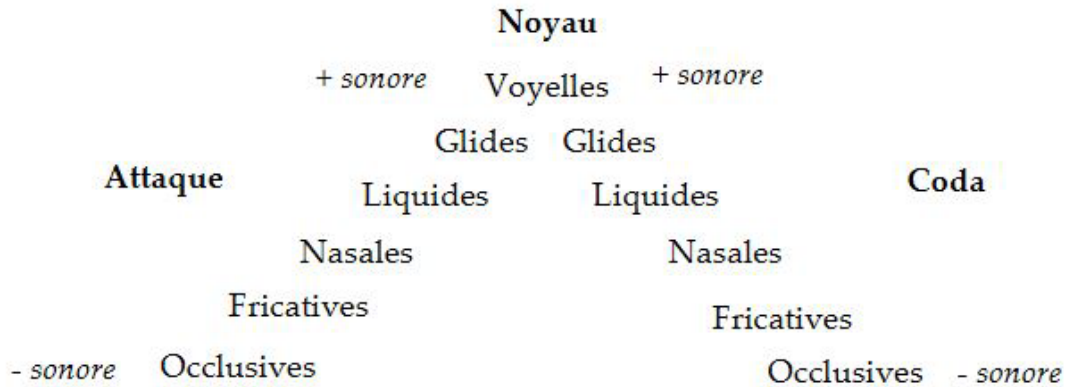 Noyau
+ sonore Voyelles + sonore
Glides Glides
Attaque Liquides Liquides Coda
Nasales Nasales
Fricatives Fricatives
- sonore Occlusives Occlusives - sonore